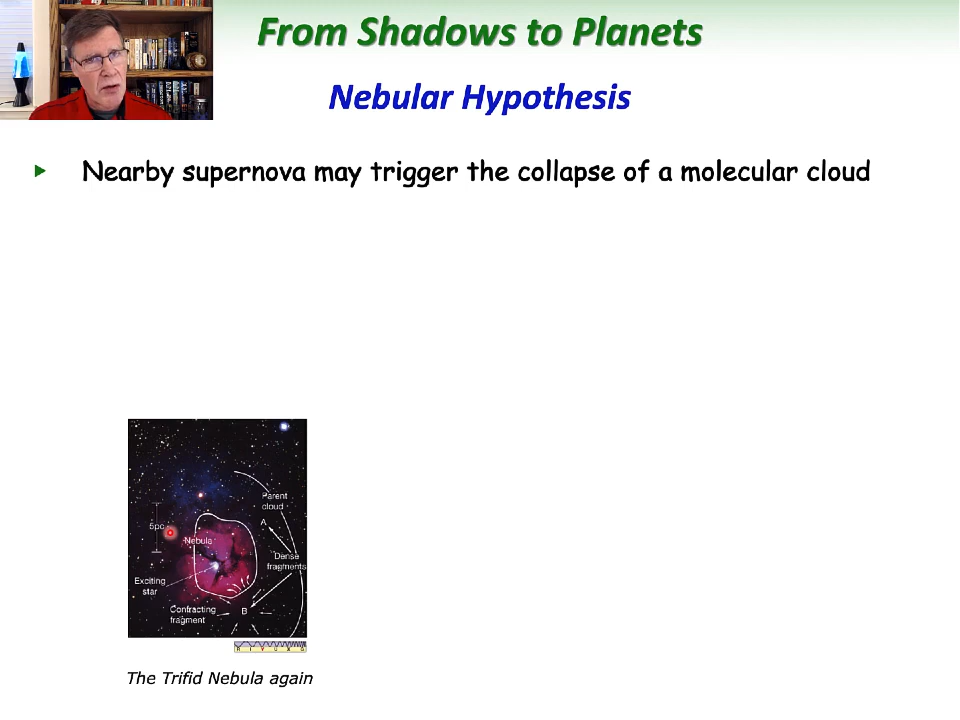 From Shadows to Planets
Nebular Hypothesis
Nearby supernova may trigger the collapse of a molecular cloud
Parent
cloud
A
5pc
Nebula
Dense
fragments
Exciting
star
Contracting
fragment
B
R I V U X G
The Trifid Nebula again